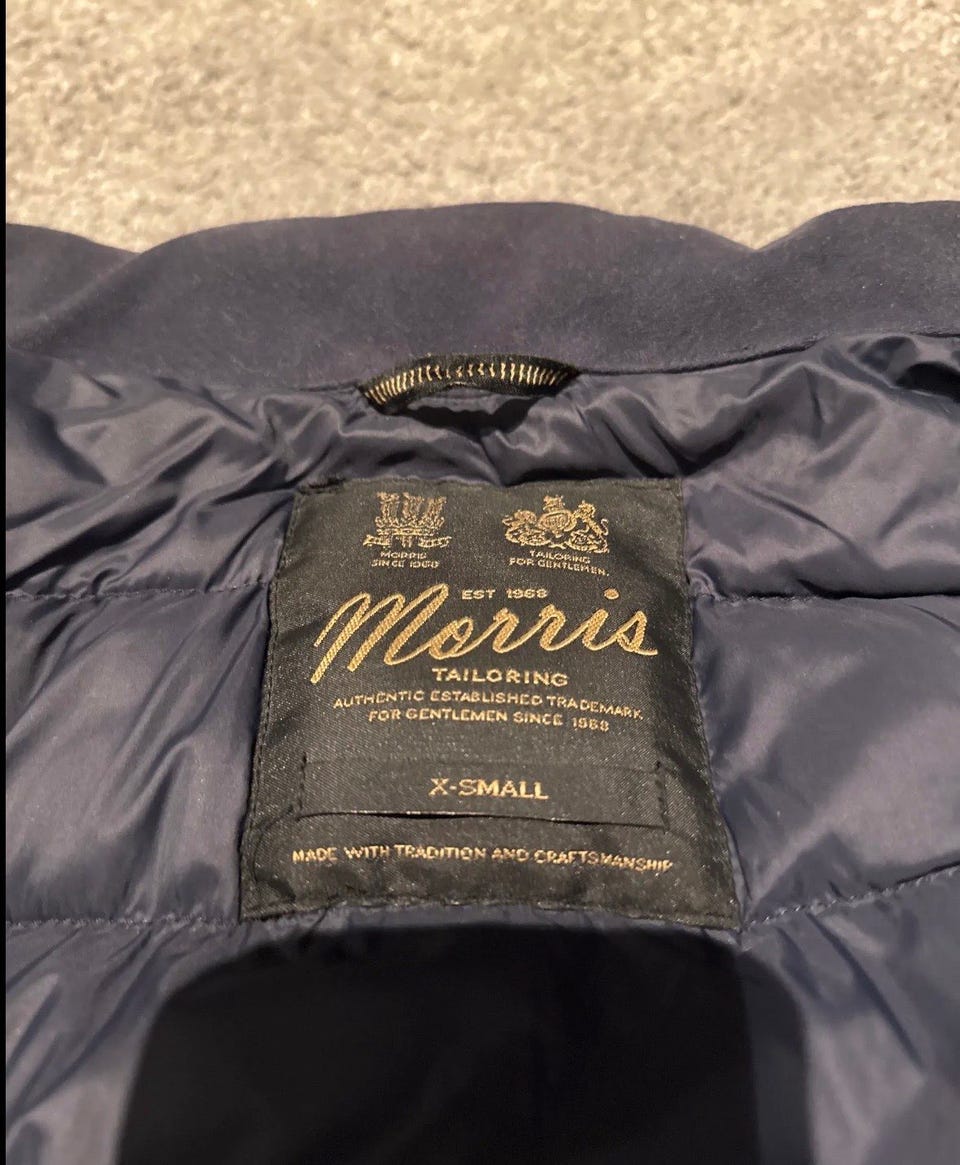 MORRIS
SINCE 1968
TAILORING
FOR GENTLEMEN.
EST 1968
Morris
TAILORING
AUTHENTIC ESTABLISHED TRADEMARK
FOR GENTLEMEN SINCE 1968
X-SMALL
MADE WITH TRADITION AND CRAFTSMANSHIP